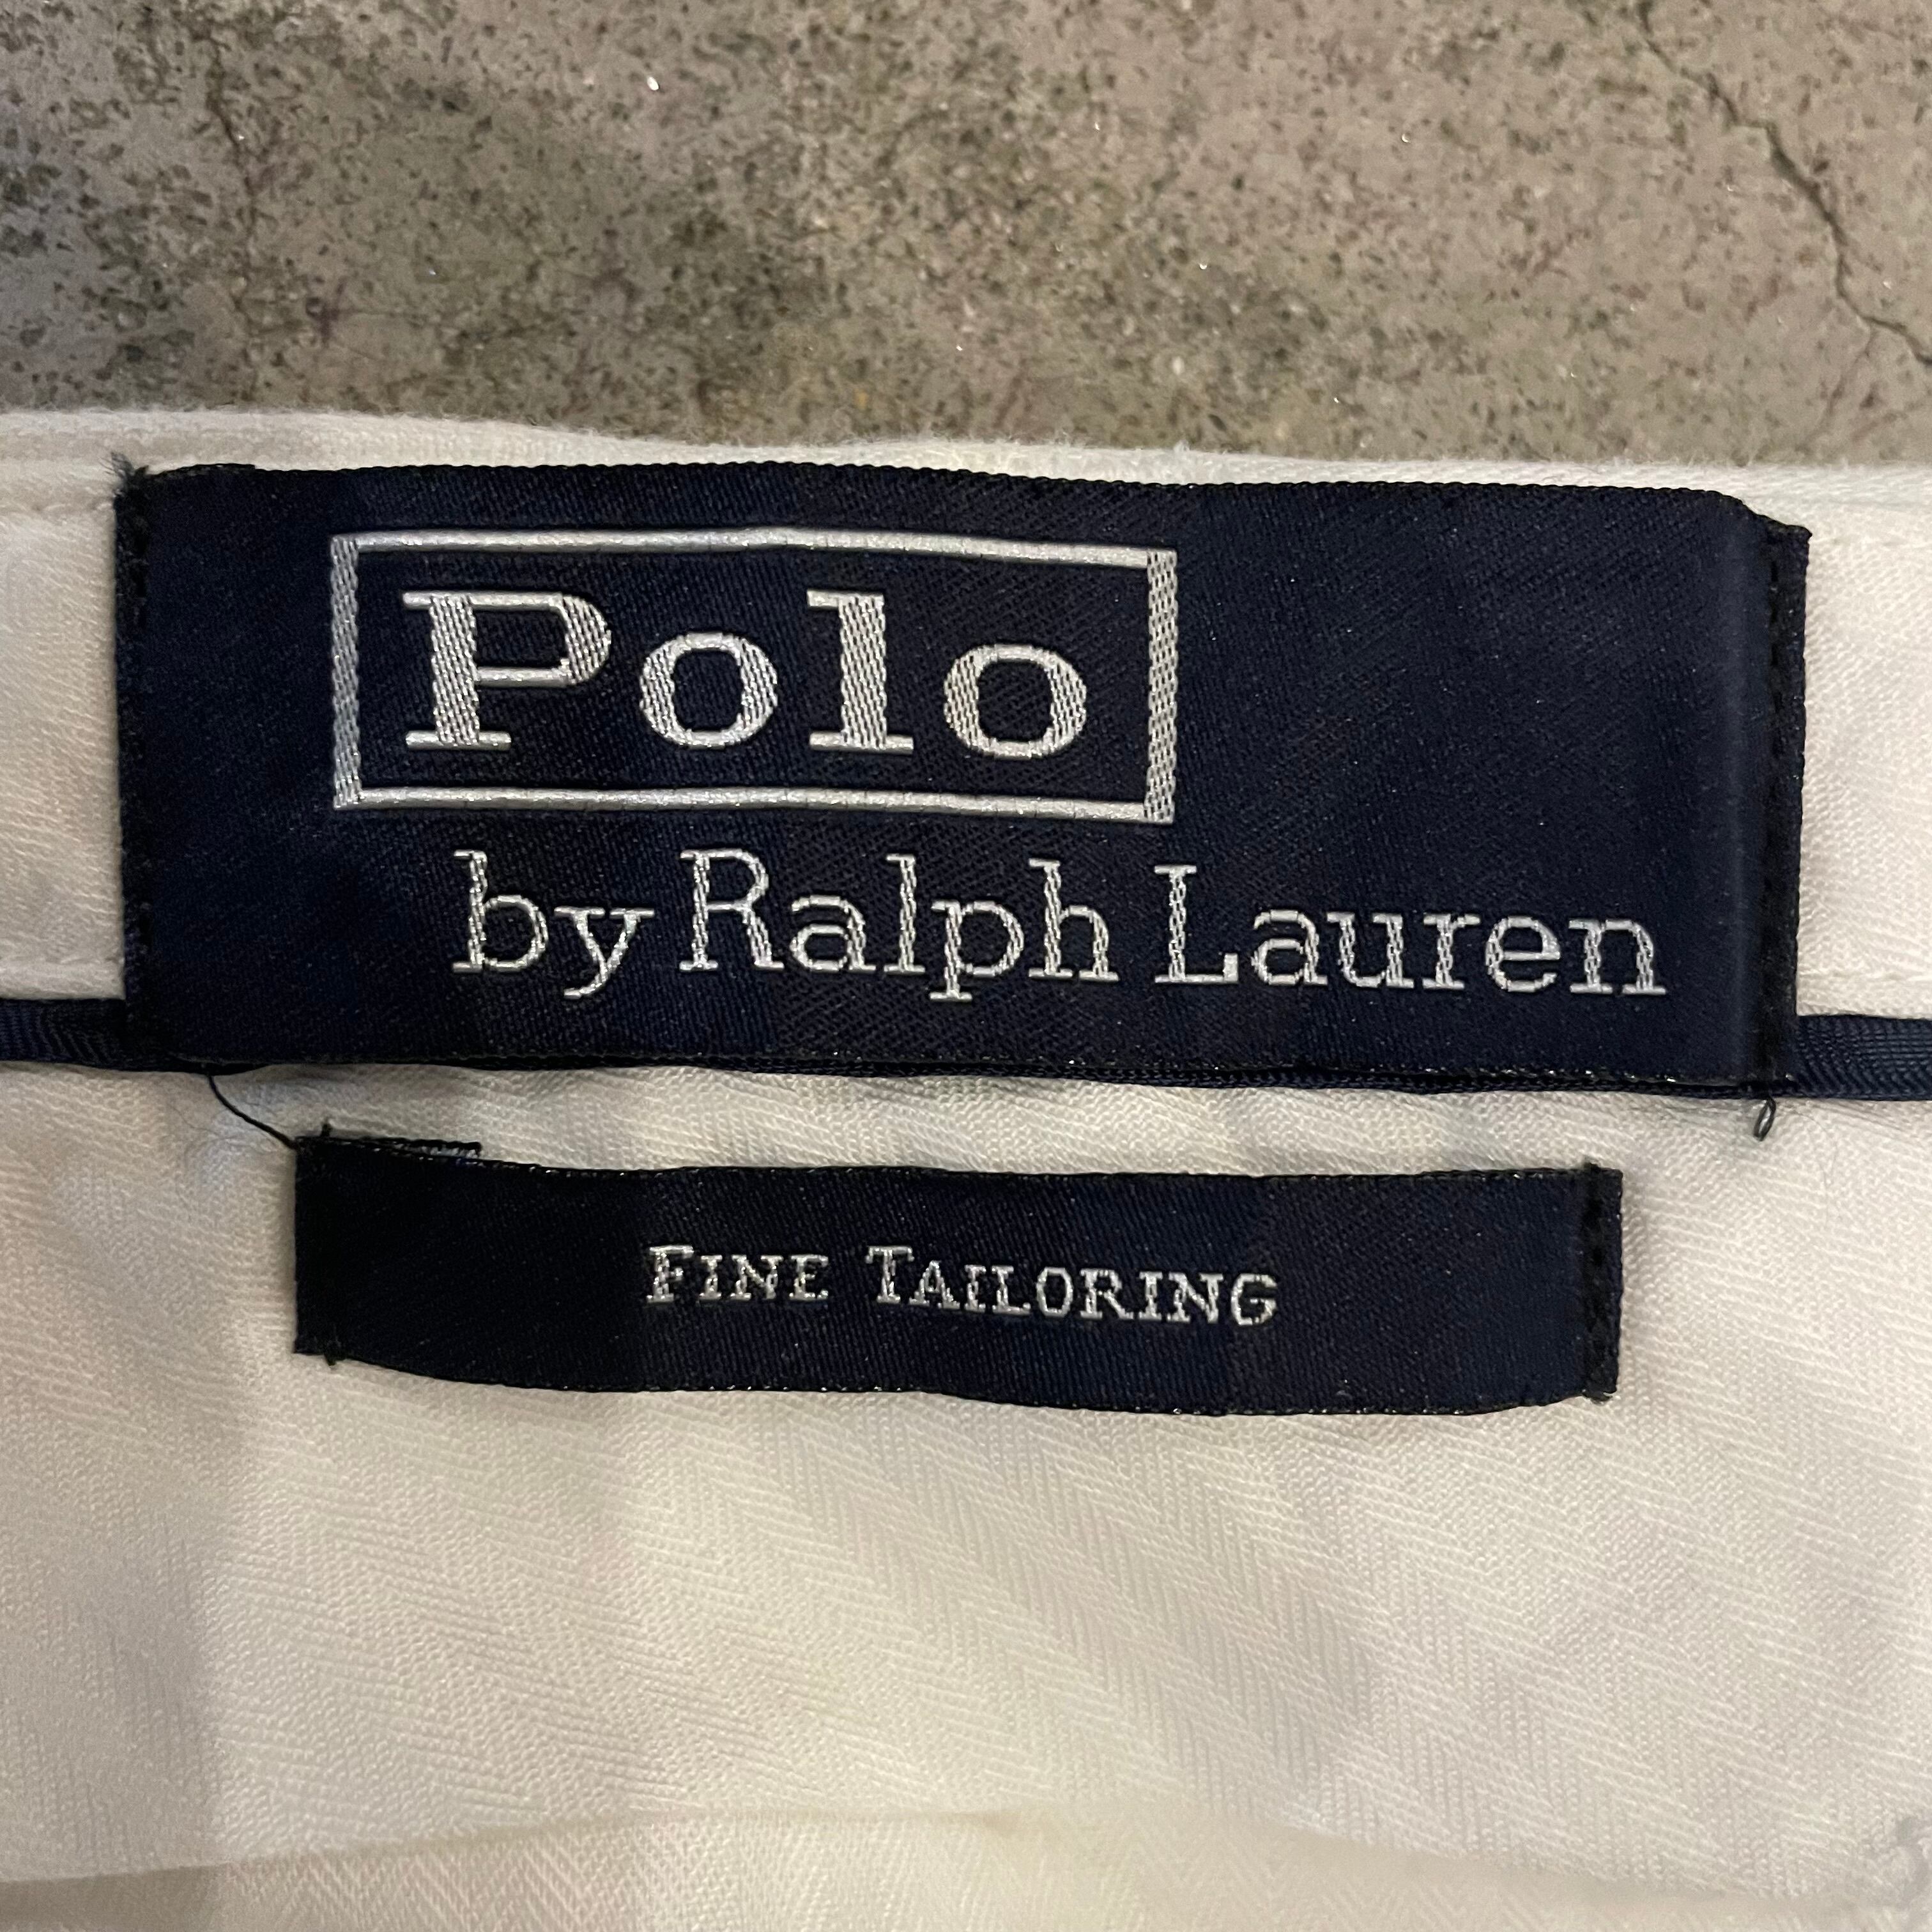 Polo
by Ralph Lauren
FINE TAILORING